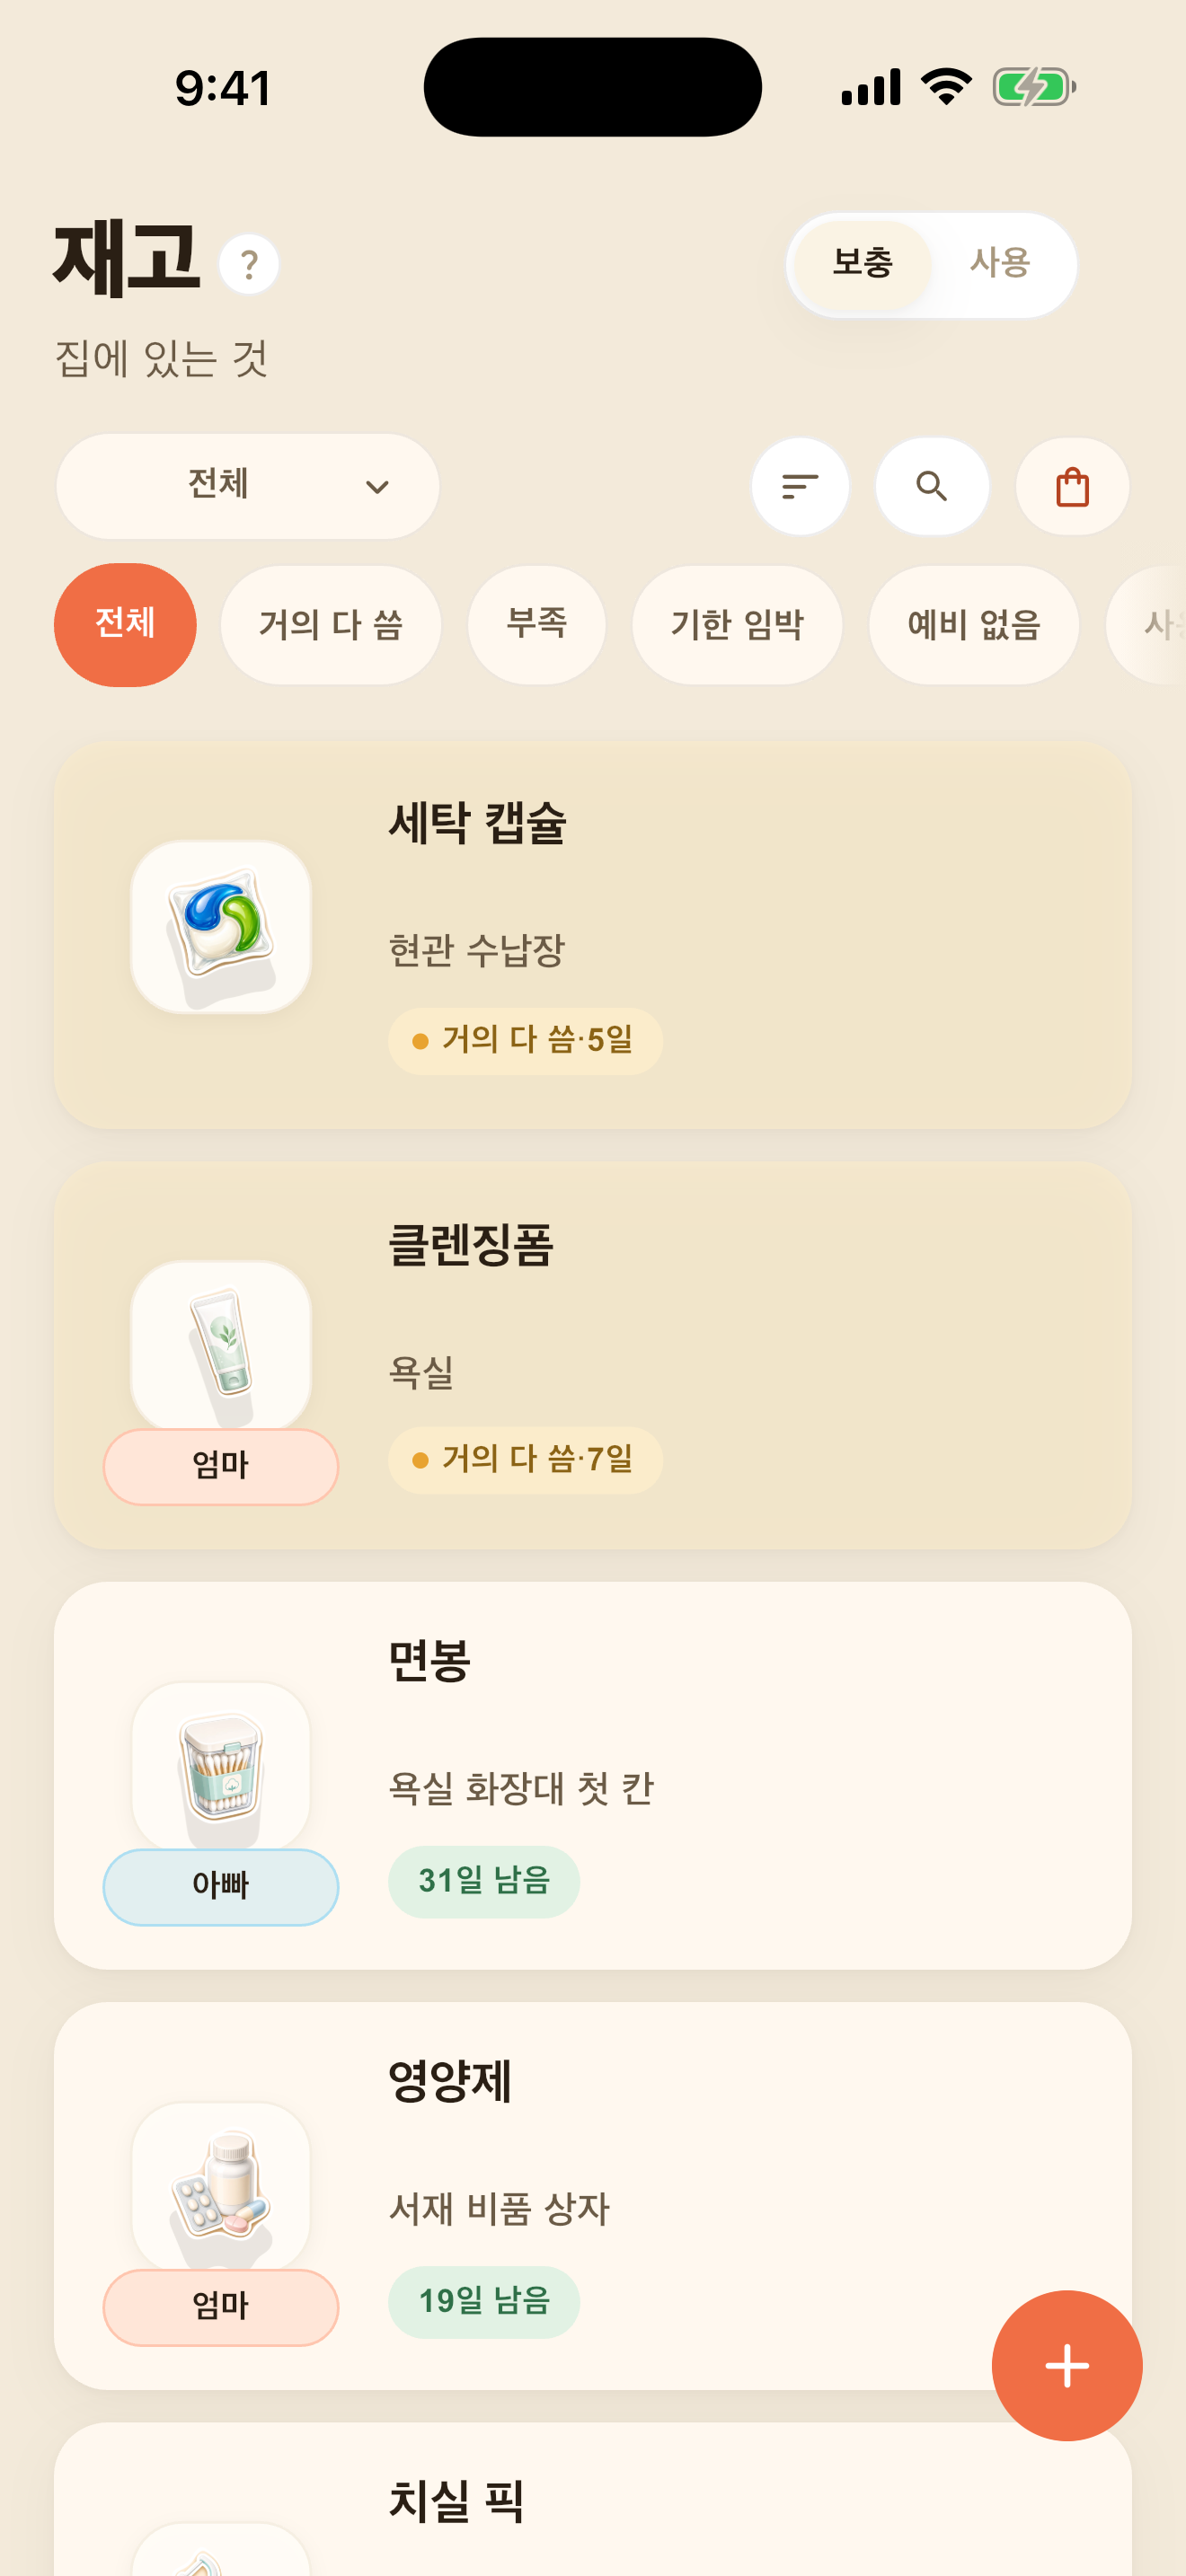 9:41
재고
?
보충
사용
집에 있는 것
전체
전체
거의 다 씀
부족
기한 임박
예비 없음
세탁 캡슐
현관 수납장
거의 다 씀·5일
클렌징폼
욕실
거의 다 씀·7일
엄마
면봉
욕실 화장대 첫 칸
31일 남음
아빠
영양제
서재 비품 상자
19일 남음
엄마
치실 픽